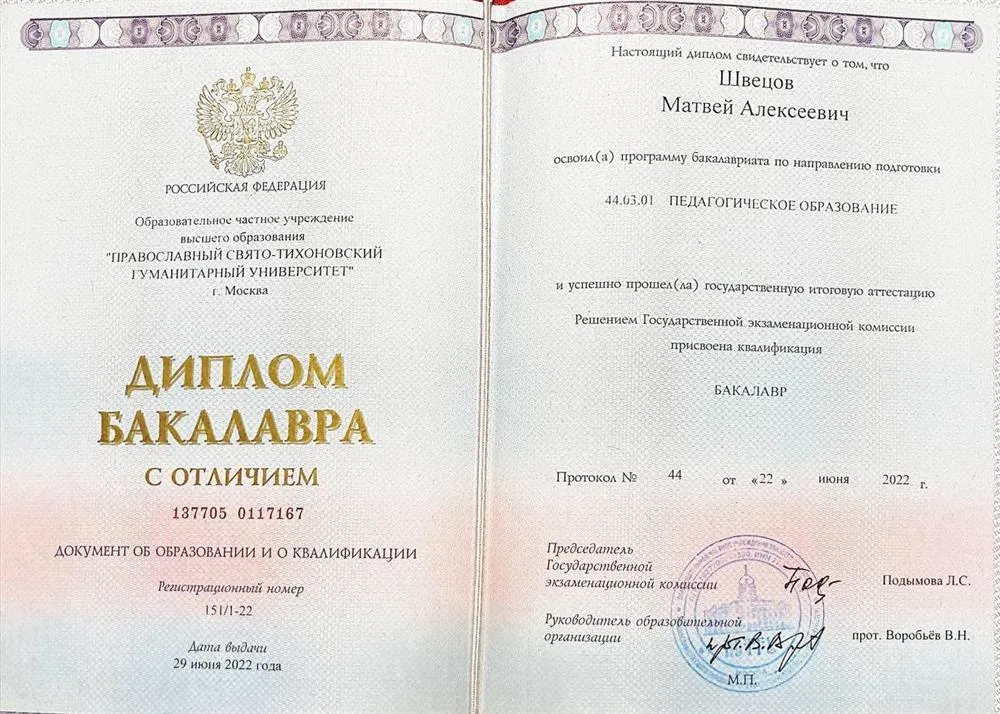 РОССИЙСКАЯ ФЕДЕРАЦИЯ
Образовательное частное учреждение
высшего образования
"ПРАВОСЛАВНЫЙ СВЯТО-ТИХОНОВСКИЙ
ГУМАНИТАРНЫЙ УНИВЕРСИТЕТ"
г. Москва
ДИПЛОМ
БАКАЛАВРА
С ОТЛИЧИЕМ
137705 0117167
ДОКУМЕНТ ОБ ОБРАЗОВАНИИ И О КВАЛИФИКАЦИИ
Регистрационный номер
151/1-22
Дата выдачи
29 июня 2022 года
Настоящий диплом свидетельствует о том, что
Швецов
Матвей Алексеевич
освоил(а) программу бакалавриата по направлению подготовки
44.03.01 ПЕДАГОГИЧЕСКОЕ ОБРАЗОВАНИЕ
и успешно прошел(ла) государственную итоговую аттестацию
Решением Государственной экзаменационной комиссии
присвоена квалификация
БАКАЛАВР
Протокол № 44 от «22 » июня 2022 г.
Председатель
Государственной
экзаменационной комиссии Подымова Л.С.
Руководитель образовательной
организации прот. Воробьёв В.Н.
М.П.